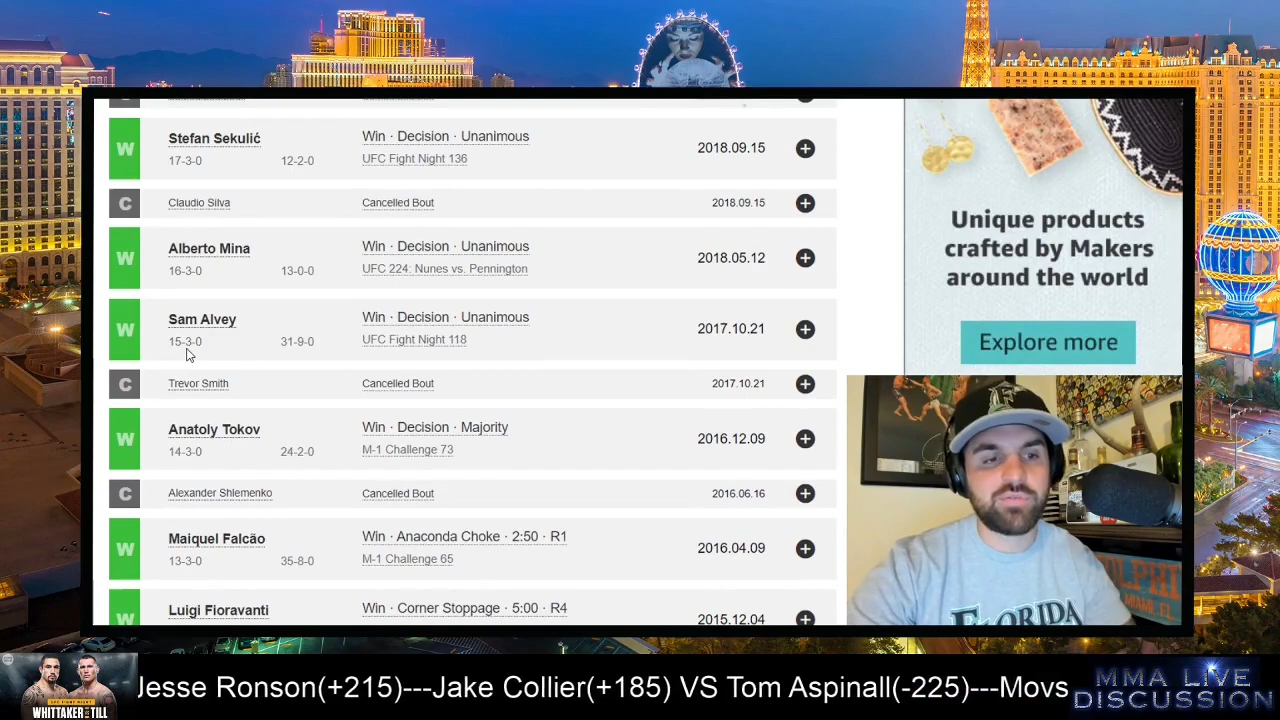 C
W
Stefan Sekulić
Win · Decision · Unanimous
17-3-0
12-2-0
UFC Fight Night 136
2018.09.15
C
Claudio Silva
Cancelled Bout
2018.09.15
W
Alberto Mina
Win · Decision · Unanimous
16-3-0
13-0-0
UFC 224: Nunes vs. Pennington
2018.05.12
W
Sam Alvey
Win · Decision · Unanimous
15-3-0
31-9-0
UFC Fight Night 118
2017.10.21
C
Trevor Smith
Cancelled Bout
2017.10.21
W
Anatoly Tokov
Win · Decision · Majority
14-3-0
24-2-0
M-1 Challenge 73
2016.12.09
C
Alexander Shlemenko
Cancelled Bout
2016.06.16
W
Maiquel Falcão
Win · Anaconda Choke · 2:50 · R1
13-3-0
35-8-0
M-1 Challenge 65
2016.04.09
W
Luigi Fioravanti
Win · Corner Stoppage · 5:00 · R4
2015.12.04
Unique products
crafted by Makers
around the world
Explore more
FLORIDA
MIAMI, FL
WHITTAKER TILL
Jesse Ronson(+215)---Jake Collier(+185) VS Tom Aspinall(-225)---Movs
MMA LIVE
DISCUSSION